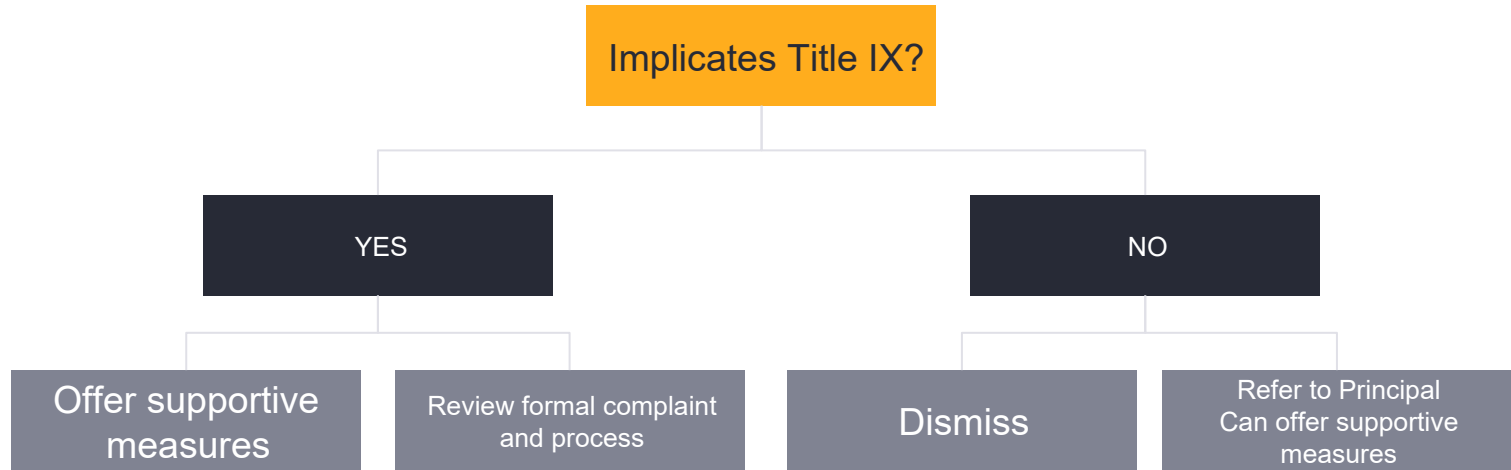 Implicates Title IX?
YES
NO
Offer supportive
measures
Review formal complaint
and process
Dismiss
Refer to Principal
Can offer supportive
measures